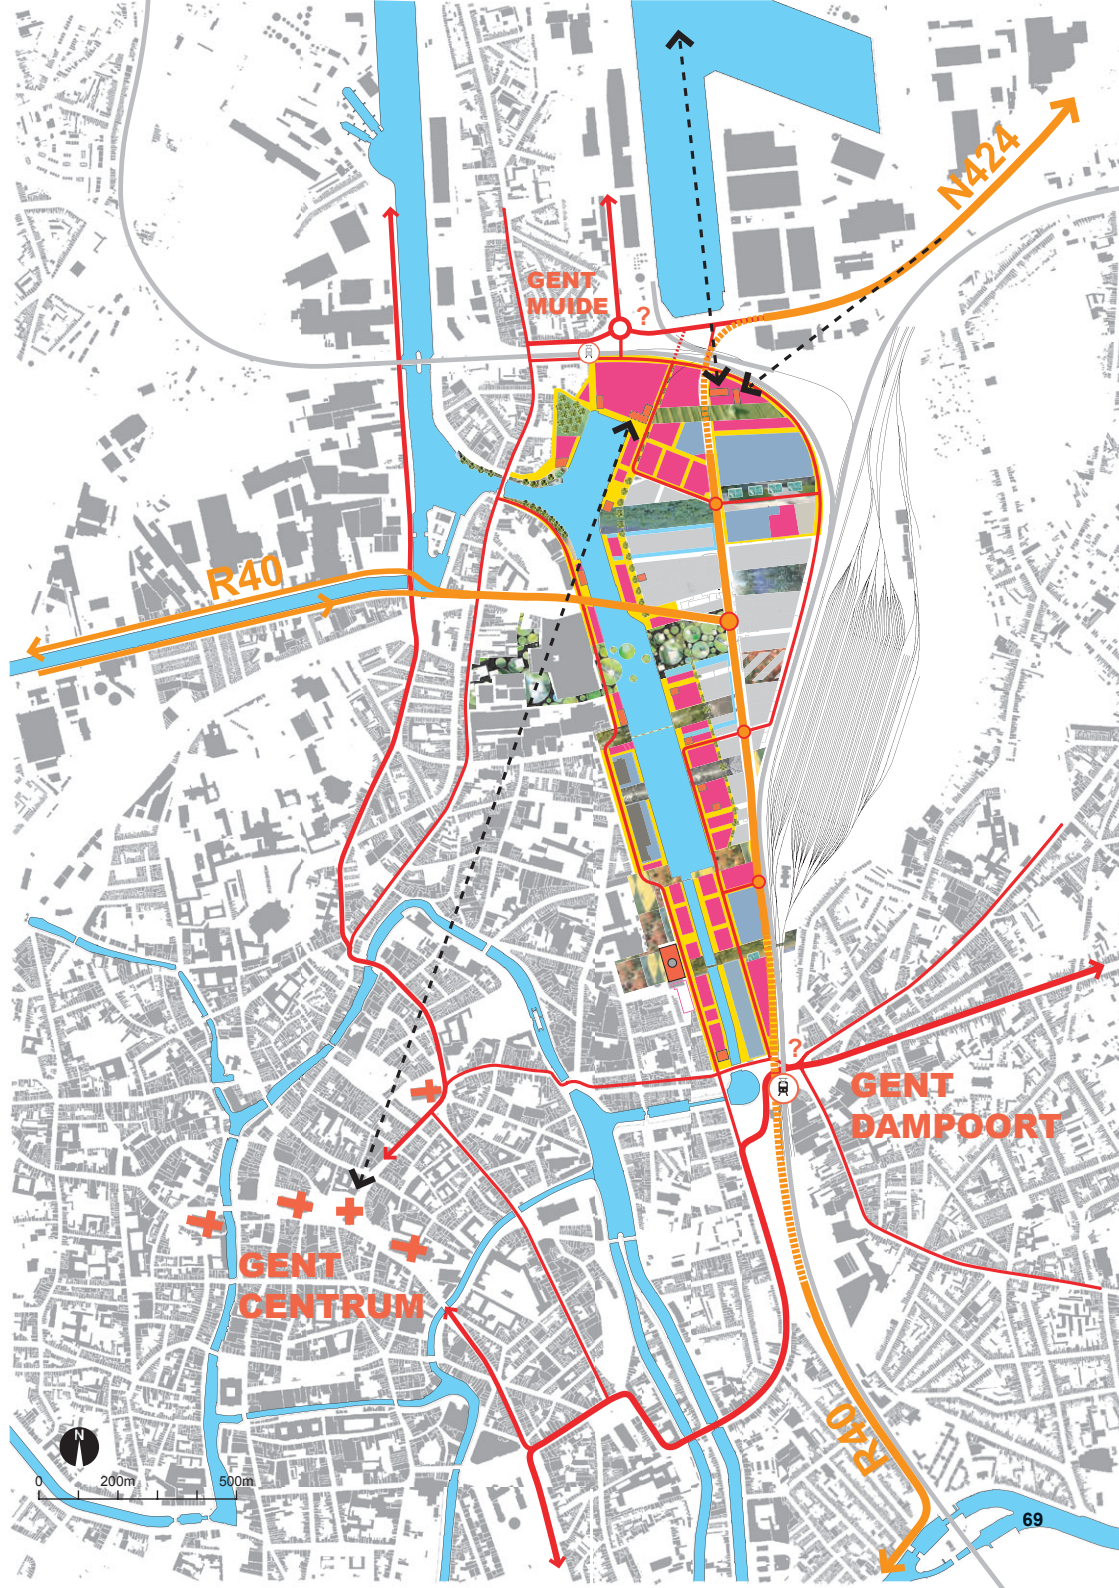 N424
GENT
MUIDE
?
R40
?
GENT
DAMPOORT
GENT
CENTRUM
R40
N
0 200m 500m
69